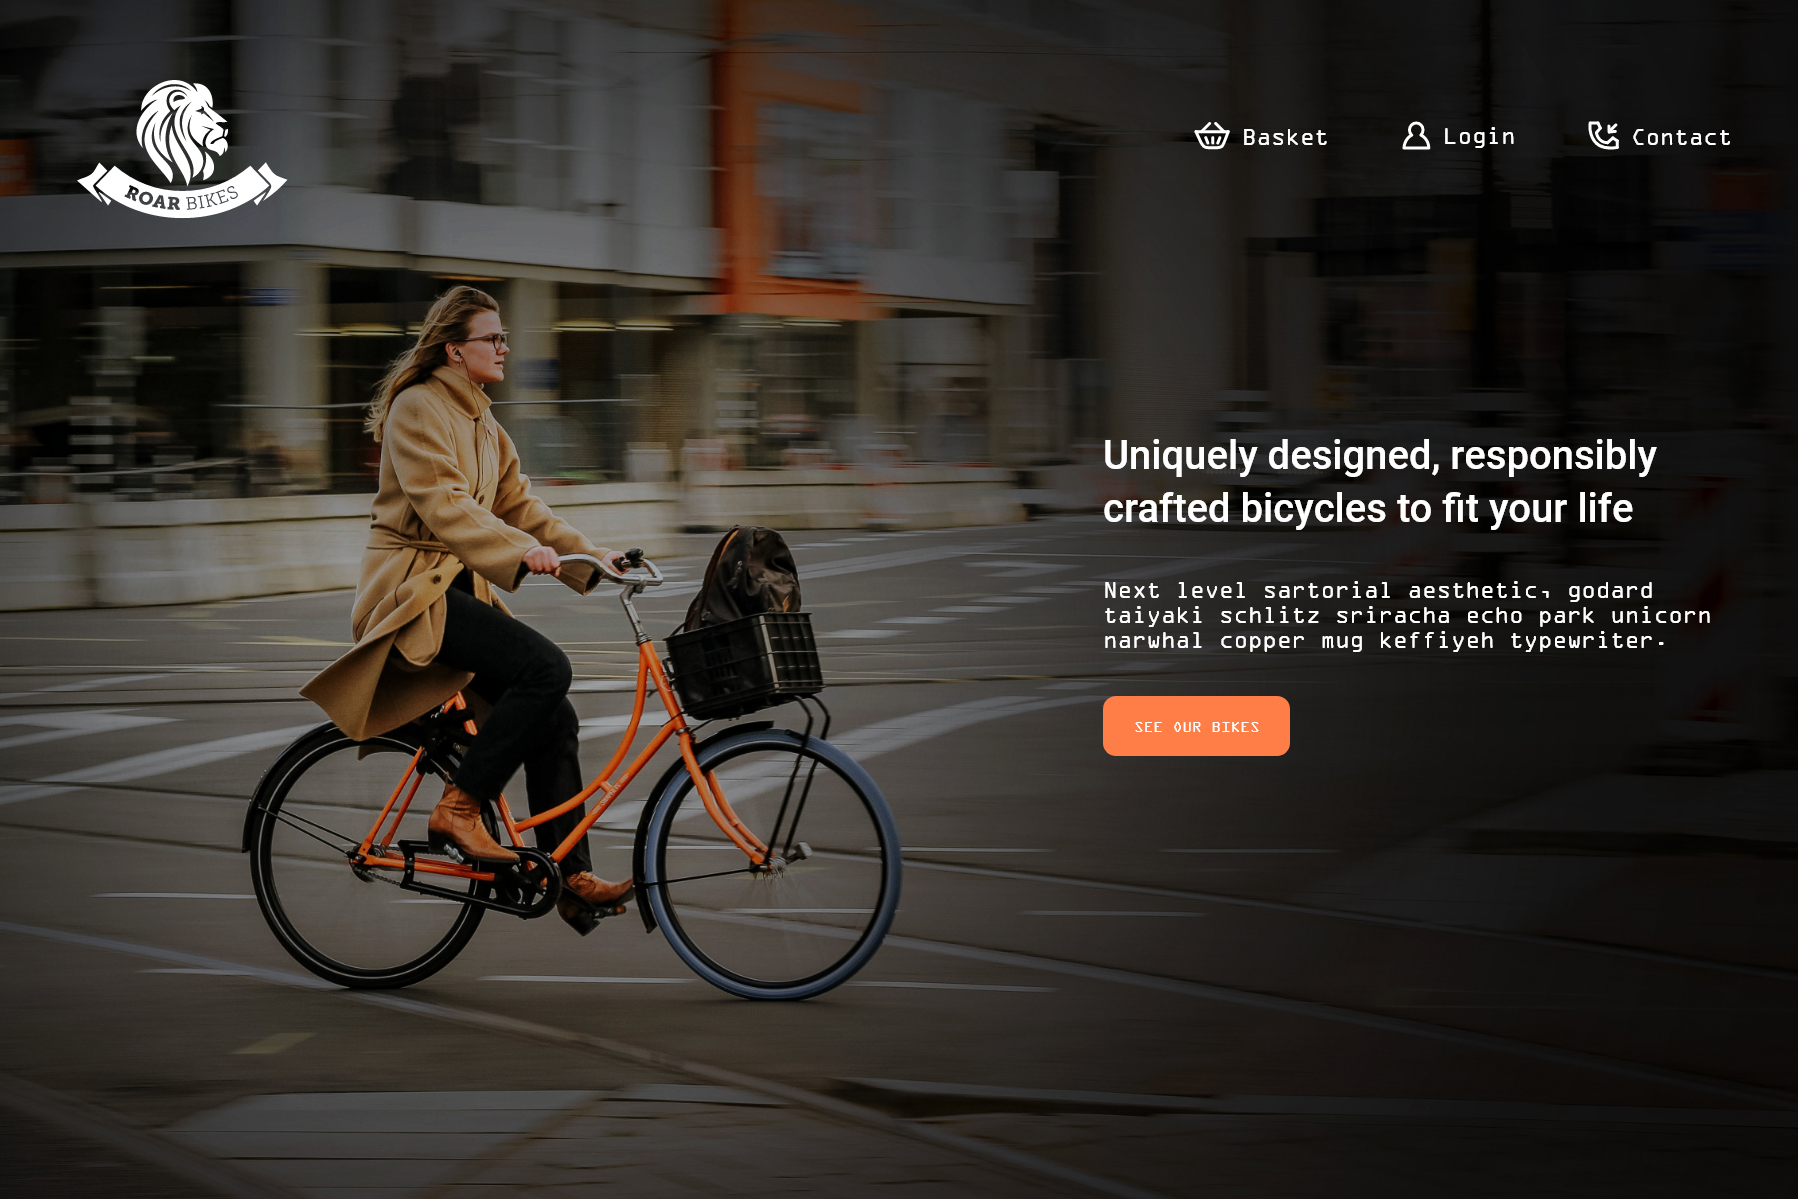 ROAR BIKES
Basket
Login
Contact
Uniquely designed, responsibly
crafted bicycles to fit your life
Next level sartorial aesthetic, godard
taiyaki schlitz sriracha echo park unicorn
narwhal copper mug keffiyeh typewriter.
SEE OUR BIKES